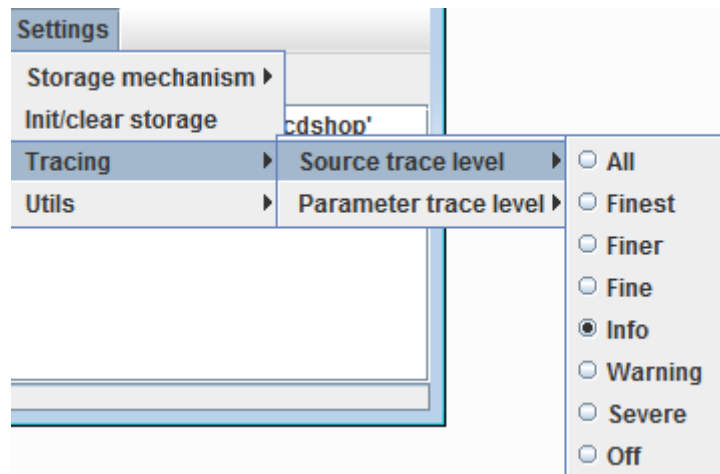 Settings
Storage mechanism
Init/clear storage
cdshop'
Tracing
Source trace level
All
Utils
Parameter trace level
Finest
Finer
Fine
Info
Warning
Severe
Off